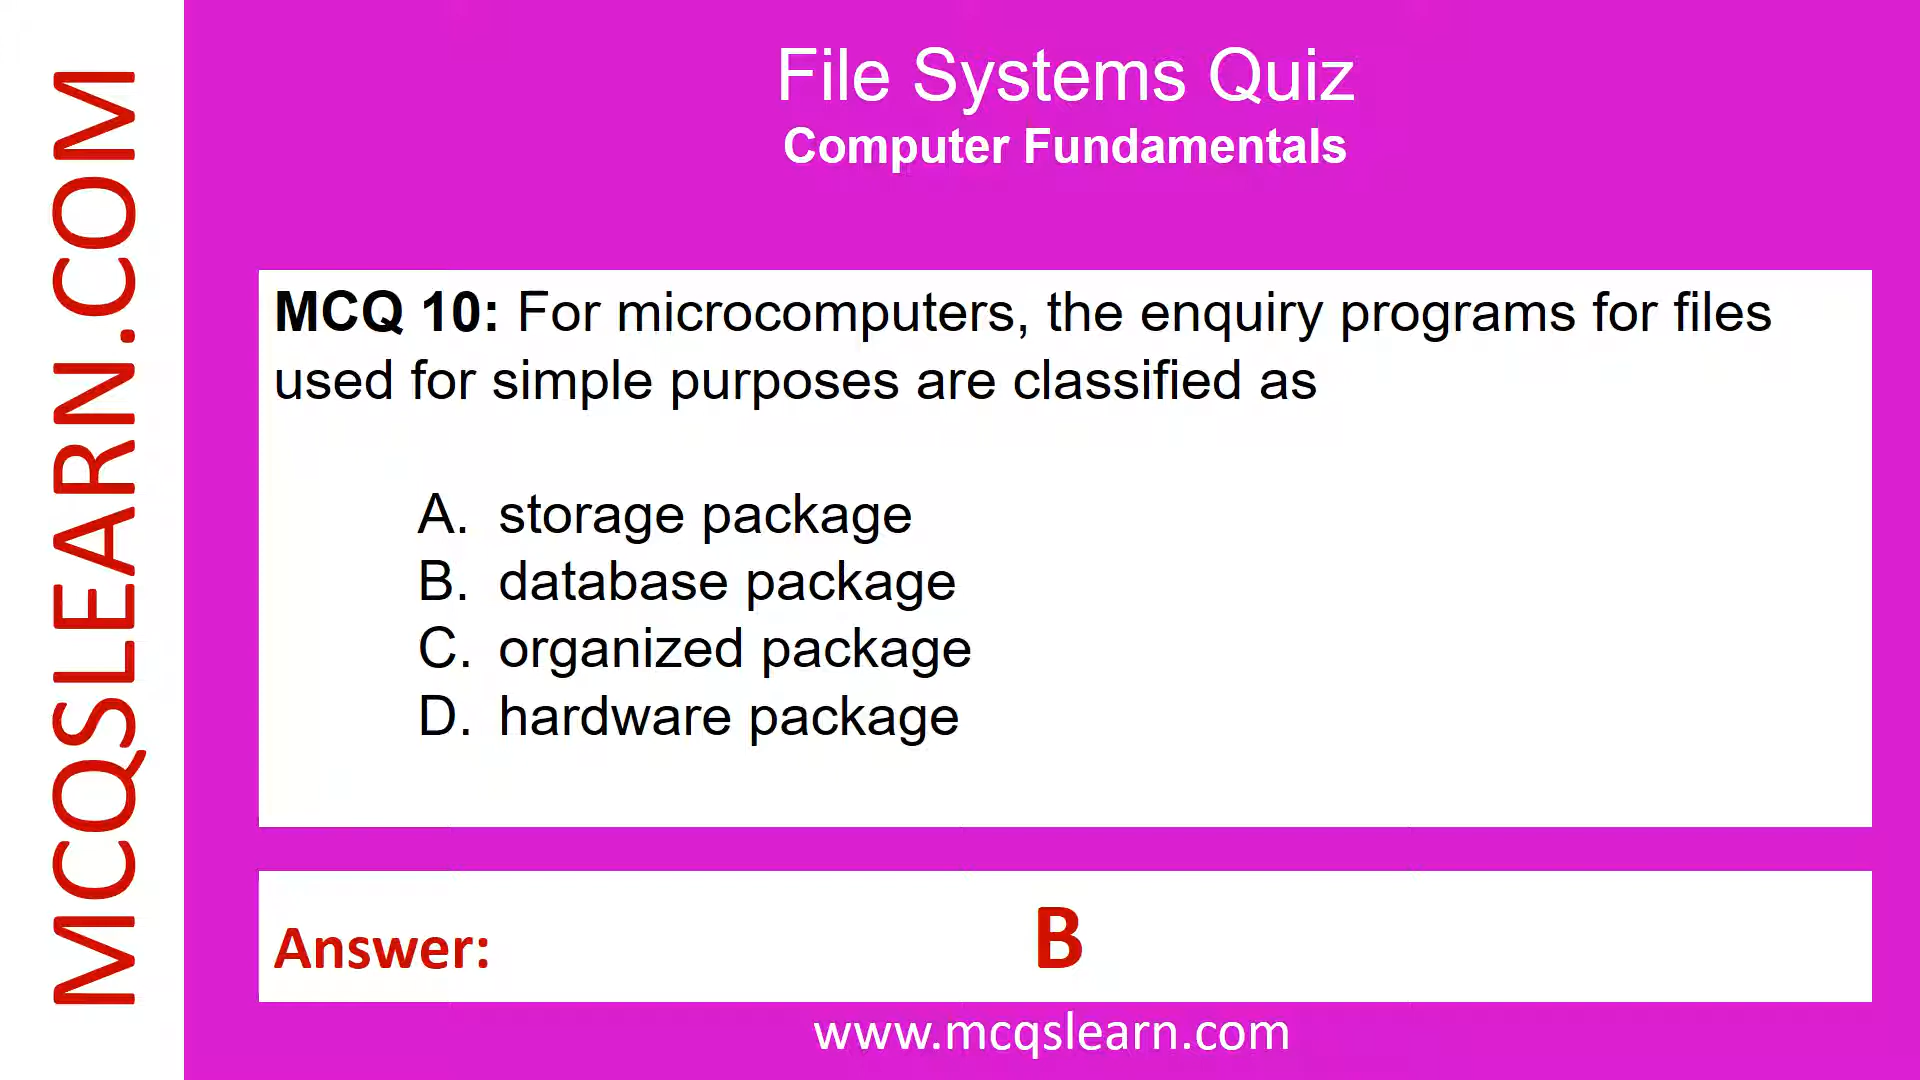 MCQSLEARN.COM
File Systems Quiz
Computer Fundamentals
MCQ 10: For microcomputers, the enquiry programs for files
used for simple purposes are classified as
A. storage package
B. database package
C. organized package
D. hardware package
Answer: B
www.mcqslearn.com